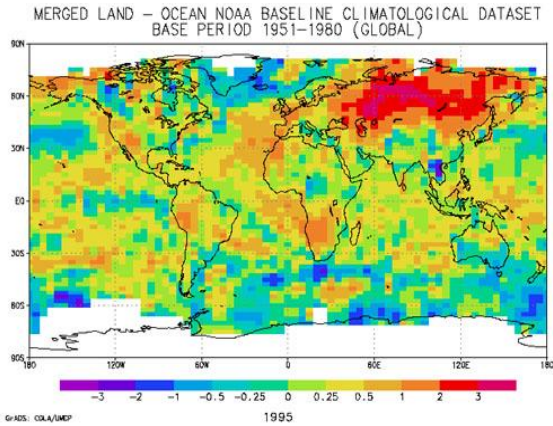 MERGED LAND – OCEAN NOAA BASELINE CLIMATOLOGICAL DATASET
BASE PERIOD 1951–1980 (GLOBAL)
90N
60N
30N
EQ
30S
60S
90S
180 120W 60W 0 60E 120E 180
-3 -2 -1 -0.5 -0.25 0 0.25 0.5 1 2 3
GrADS: COLA/UMCP 1995